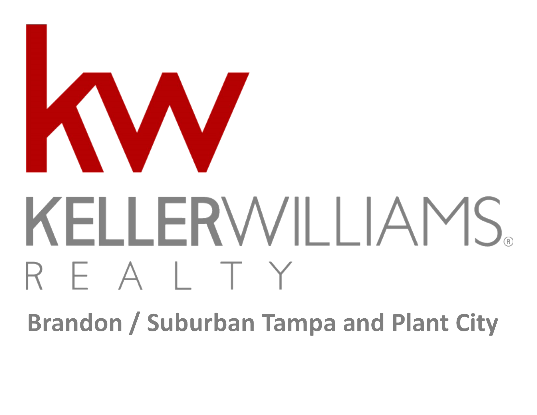 kw
KELLERWILLIAMS®
REALTY
Brandon / Suburban Tampa and Plant City